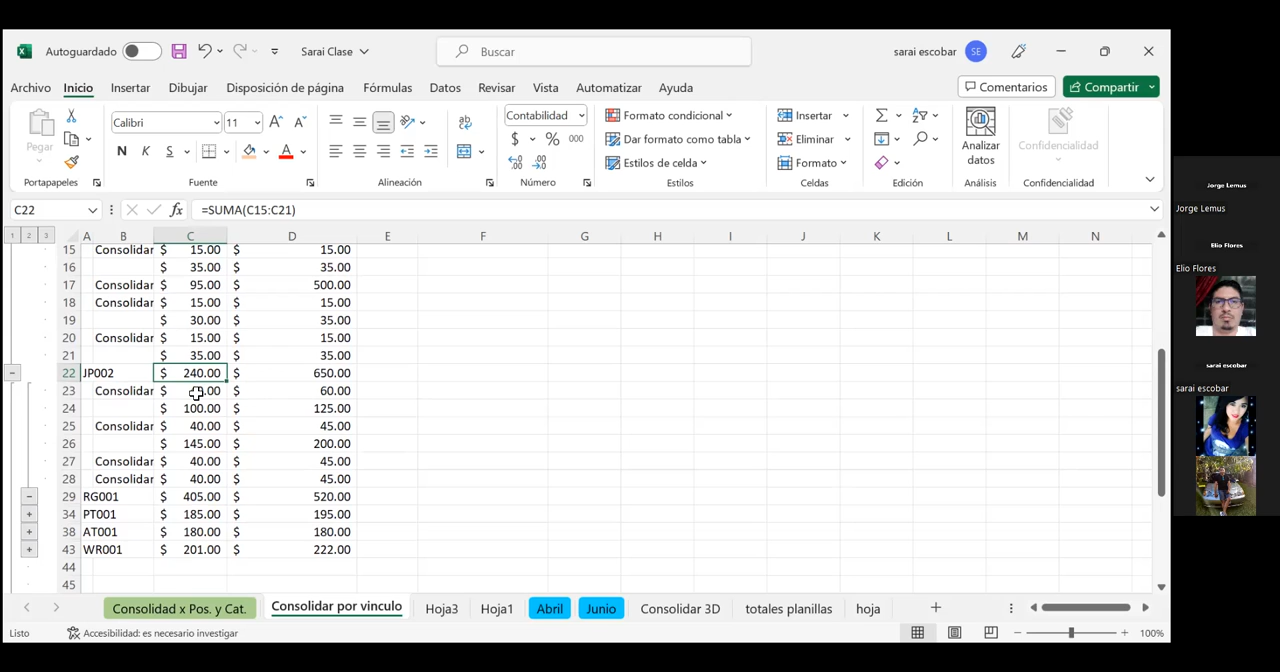 Autoguardado Sarai Clase Buscar sarai escobar SE
Archivo Inicio Insertar Dibujar Disposición de página Fórmulas Datos Revisar Vista Automatizar Ayuda Comentarios Compartir
Pegar Calibri 11 Contabilidad Formato condicional Insertar Analizar datos Confidencialidad
N K S $ % 000 Dar formato como tabla Eliminar
Estilos de celda Formato
Portapapeles Fuente Alineación Número Estilos Celdas Edición Análisis Confidencialidad
C22 fx =SUMA(C15:C21)
1 2 3 A B C D E F G H I J K L M N
15 Consolidar $ 15.00 $ 15.00
16 $ 35.00 $ 35.00
17 Consolidar $ 95.00 $ 500.00
18 Consolidar $ 15.00 $ 15.00
19 $ 30.00 $ 35.00
20 Consolidar $ 15.00 $ 15.00
21 $ 35.00 $ 35.00
22 JP002 $ 240.00 $ 650.00
23 Consolidar $ $ 60.00
24 $ 100.00 $ 125.00
25 Consolidar $ 40.00 $ 45.00
26 $ 145.00 $ 200.00
27 Consolidar $ 40.00 $ 45.00
28 Consolidar $ 40.00 $ 45.00
29 RG001 $ 405.00 $ 520.00
34 PT001 $ 185.00 $ 195.00
38 AT001 $ 180.00 $ 180.00
43 WR001 $ 201.00 $ 222.00
44
45
Consolidad x Pos. y Cat. Consolidar por vinculo Hoja3 Hoja1 Abril Junio Consolidar 3D totales planillas hoja
Listo Accesibilidad: es necesario investigar 100%
Jorge Lemus
Jorge Lemus
Elio Flores
Elio Flores
sarai escobar
sarai escobar